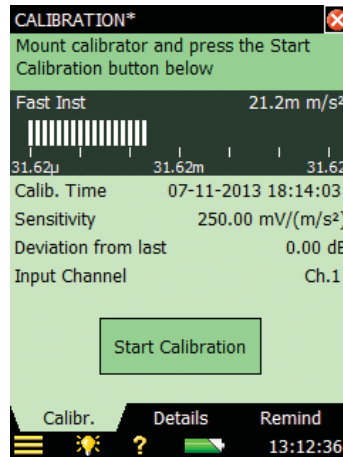 CALIBRATION*
Mount calibrator and press the Start
Calibration button below
Fast Inst 21.2m m/s²
31.62µ 31.62m 31.62
Calib. Time 07-11-2013 18:14:03
Sensitivity 250.00 mV/(m/s²)
Deviation from last 0.00 dB
Input Channel Ch.1
Start Calibration
Calibr. Details Remind
? 13:12:36